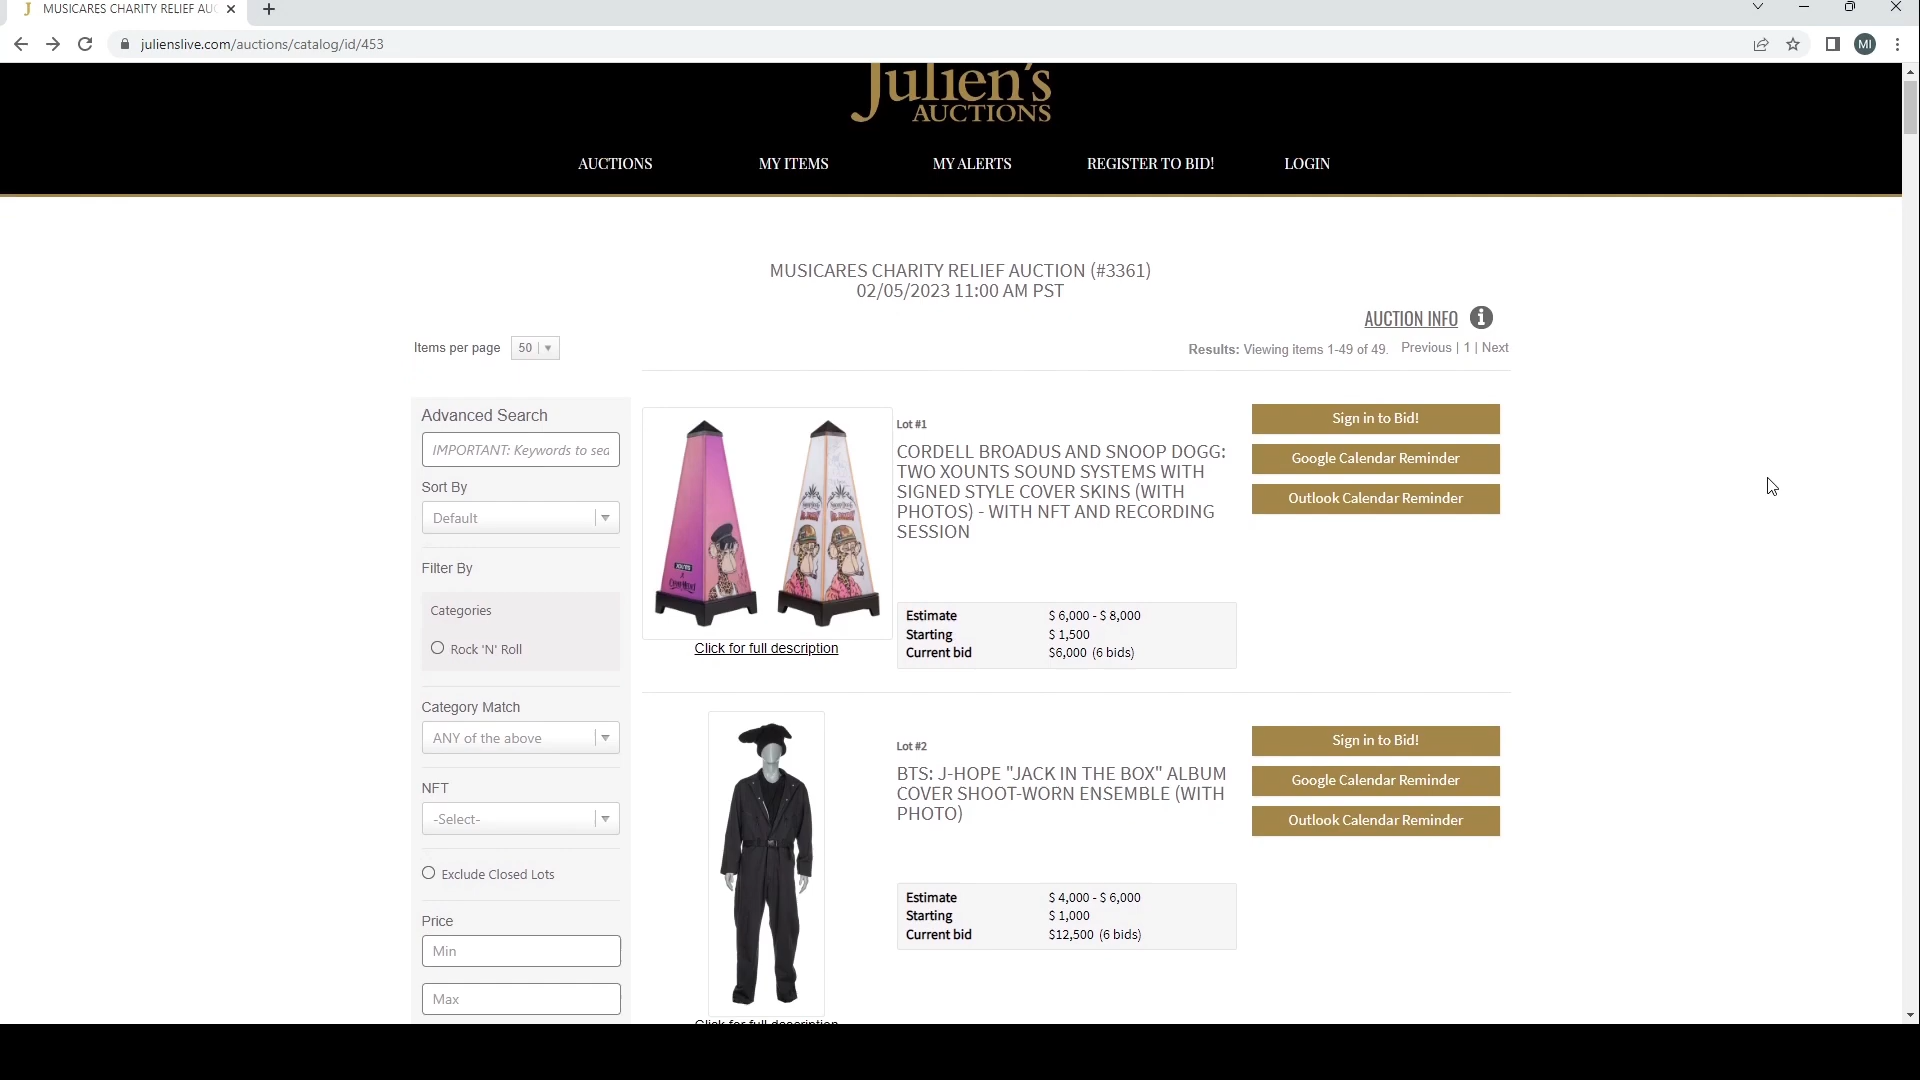 MUSICARES CHARITY RELIEF AUC
julienslive.com/auctions/catalog/id/453
MI
Julien's
AUCTIONS
AUCTIONS
MY ITEMS
MY ALERTS
REGISTER TO BID!
LOGIN
MUSICARES CHARITY RELIEF AUCTION (#3361)
02/05/2023 11:00 AM PST
AUCTION INFO
Items per page 50
Results: Viewing items 1-49 of 49. Previous | 1 | Next
Advanced Search
IMPORTANT: Keywords to sea
Sort By
Default
Filter By
Categories
Rock 'N' Roll
Category Match
ANY of the above
NFT
-Select-
Exclude Closed Lots
Price
Min
Max
Click for full description
Lot #1
CORDELL BROADUS AND SNOOP DOGG:
TWO XOUNTS SOUND SYSTEMS WITH
SIGNED STYLE COVER SKINS (WITH
PHOTOS) - WITH NFT AND RECORDING
SESSION
Estimate $ 6,000 - $ 8,000
Starting $ 1,500
Current bid $6,000 (6 bids)
Sign in to Bid!
Google Calendar Reminder
Outlook Calendar Reminder
Lot #2
BTS: J-HOPE "JACK IN THE BOX" ALBUM
COVER SHOOT-WORN ENSEMBLE (WITH
PHOTO)
Estimate $ 4,000 - $ 6,000
Starting $ 1,000
Current bid $12,500 (6 bids)
Sign in to Bid!
Google Calendar Reminder
Outlook Calendar Reminder
Click for full description